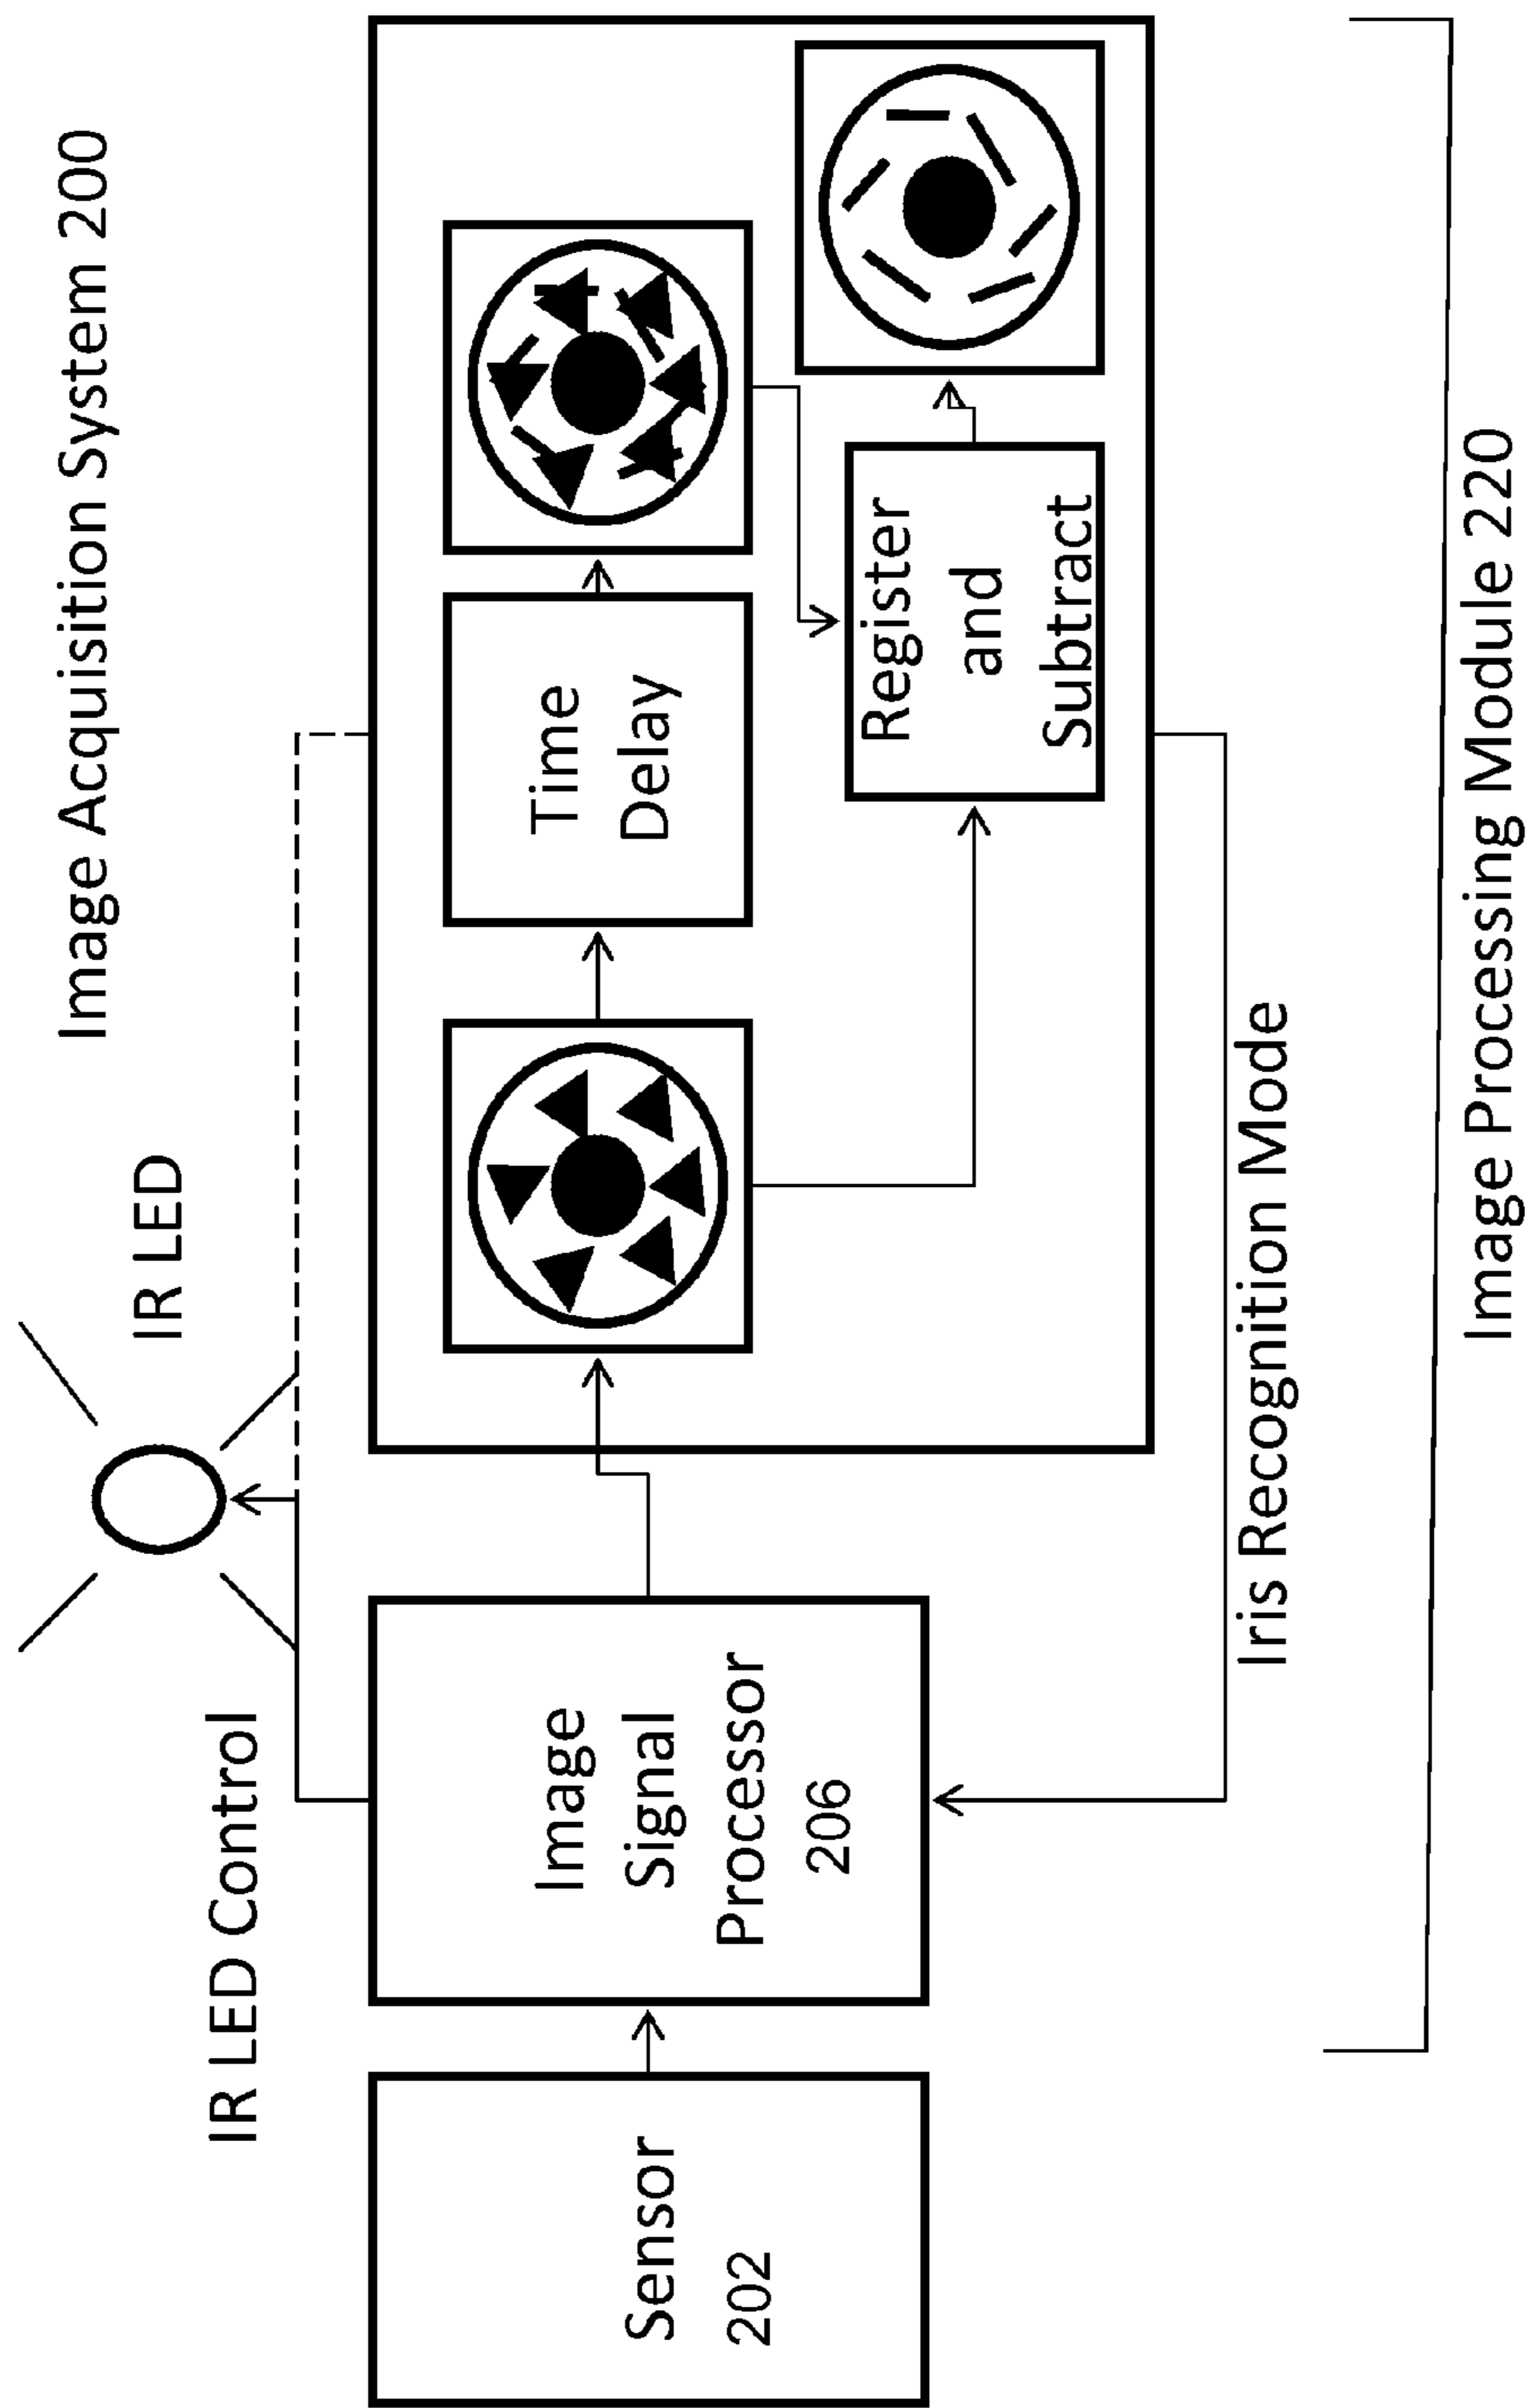 Image Acquisition System 200
IR LED
IR LED Control
Sensor
202
Image
Signal
Processor
206
Time
Delay
Register
and
Subtract
Iris Recognition Mode
Image Processing Module 220